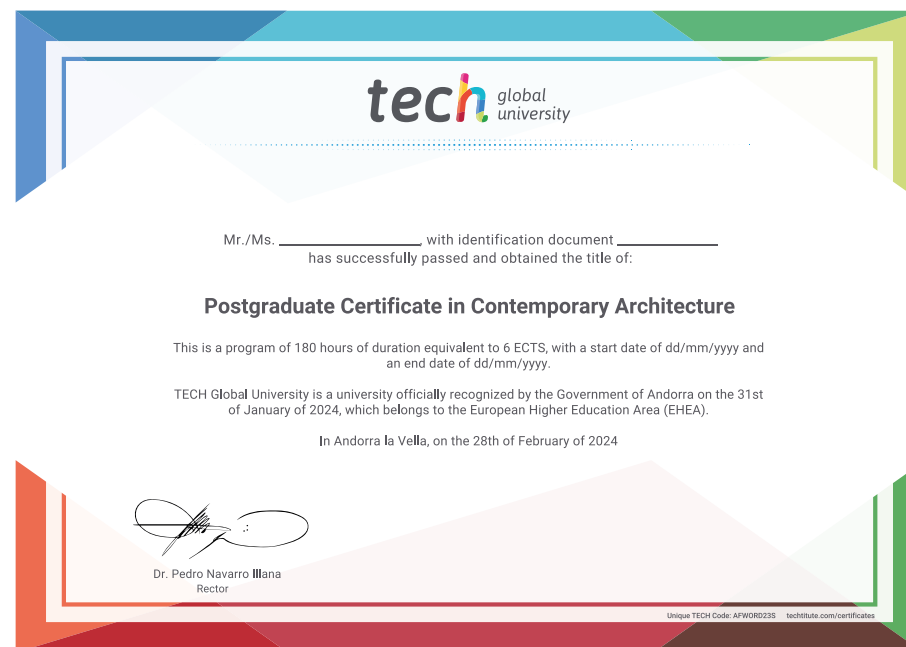 tech global
university
Mr./Ms. ____________, with identification document ____________
has successfully passed and obtained the title of:
Postgraduate Certificate in Contemporary Architecture
This is a program of 180 hours of duration equivalent to 6 ECTS, with a start date of dd/mm/yyyy and
an end date of dd/mm/yyyy.
TECH Global University is a university officially recognized by the Government of Andorra on the 31st
of January of 2024, which belongs to the European Higher Education Area (EHEA).
In Andorra la Vella, on the 28th of February of 2024
Dr. Pedro Navarro Illana
Rector
Unique TECH Code: AFWORD23S techtitute.com/certificates